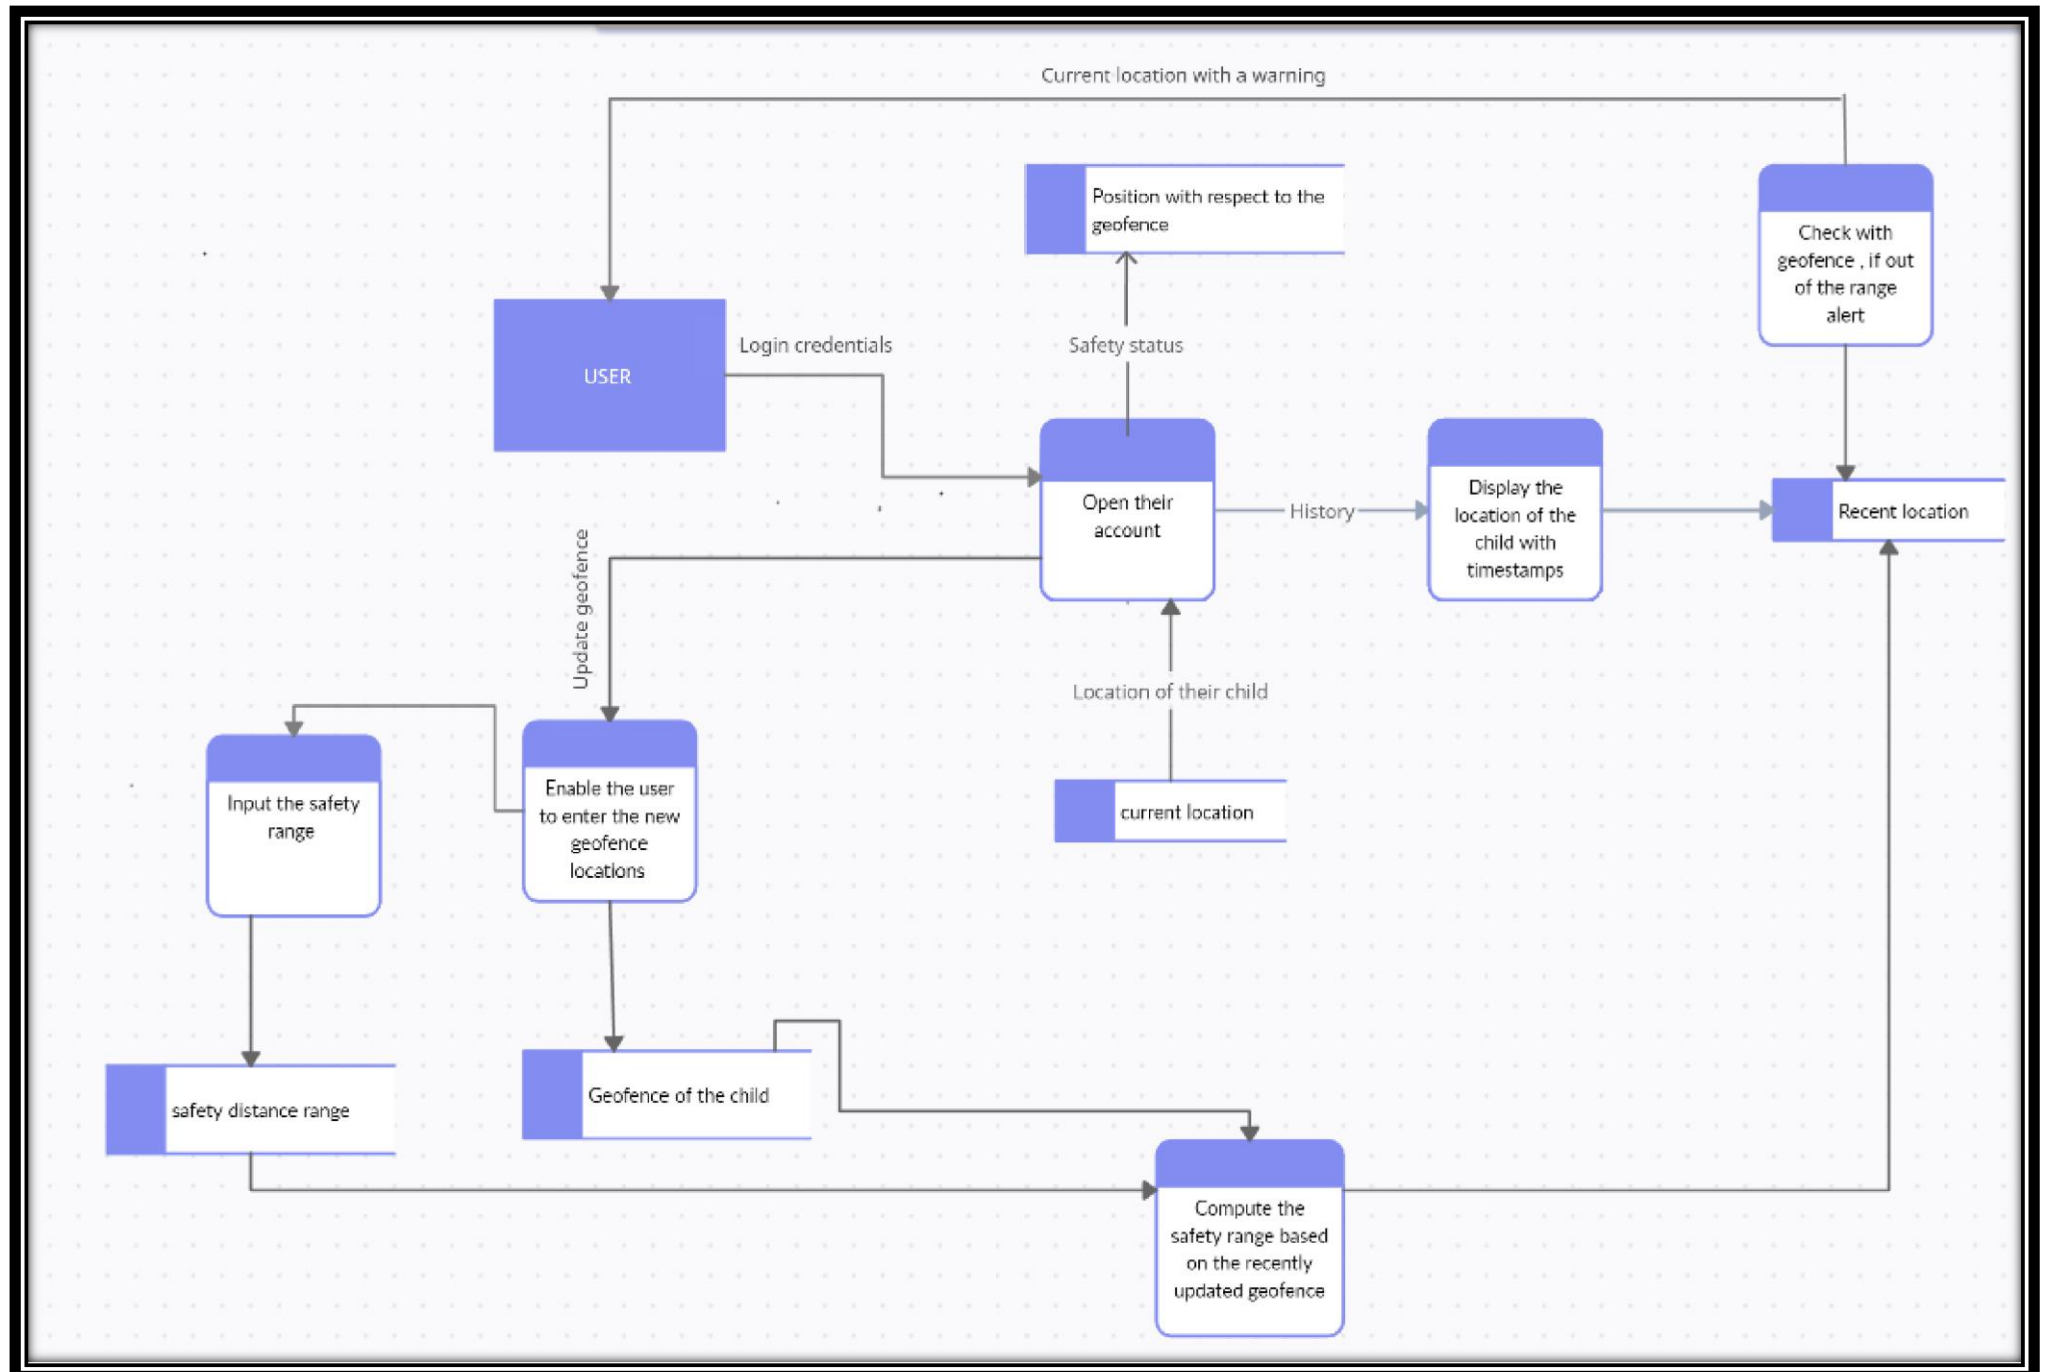 Current location with a warning
Position with respect to the
geofence
Check with
geofence , if out
of the range
alert
USER
Login credentials
Safety status
Open their
account
History
Display the
location of the
child with
timestamps
Recent location
Update geofence
Location of their child
Input the safety
range
Enable the user
to enter the new
geofence
locations
current location
safety distance range
Geofence of the child
Compute the
safety range based
on the recently
updated geofence